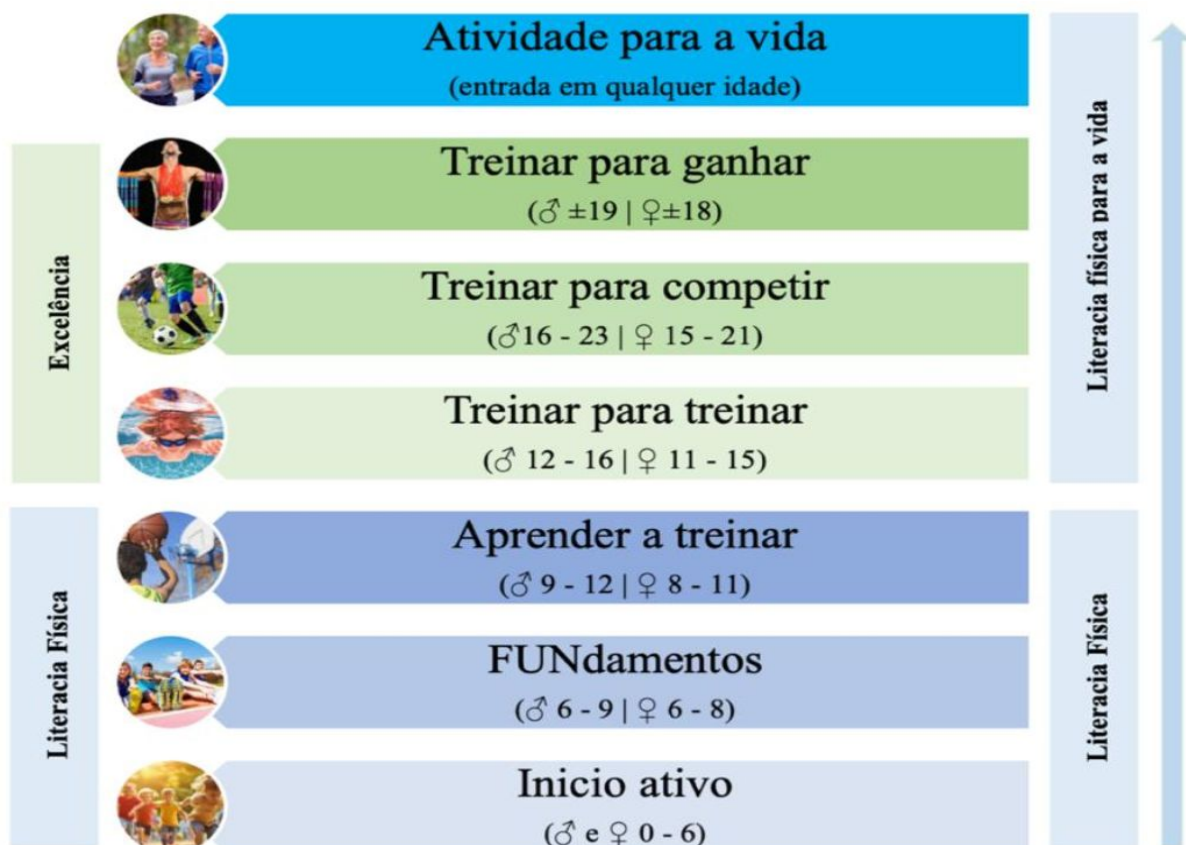 Atividade para a vida
(entrada em qualquer idade)
Treinar para ganhar
(♂ ±19 | ♀±18)
Treinar para competir
(♂16 - 23 | ♀ 15 - 21)
Treinar para treinar
(♂ 12 - 16 | ♀ 11 - 15)
Excelência
Literacia física para a vida
Aprender a treinar
(♂ 9 - 12 | ♀ 8 - 11)
FUNdamentos
(♂ 6 - 9 | ♀ 6 - 8)
Inicio ativo
(♂ e ♀ 0 - 6)
Literacia Física
Literacia Física